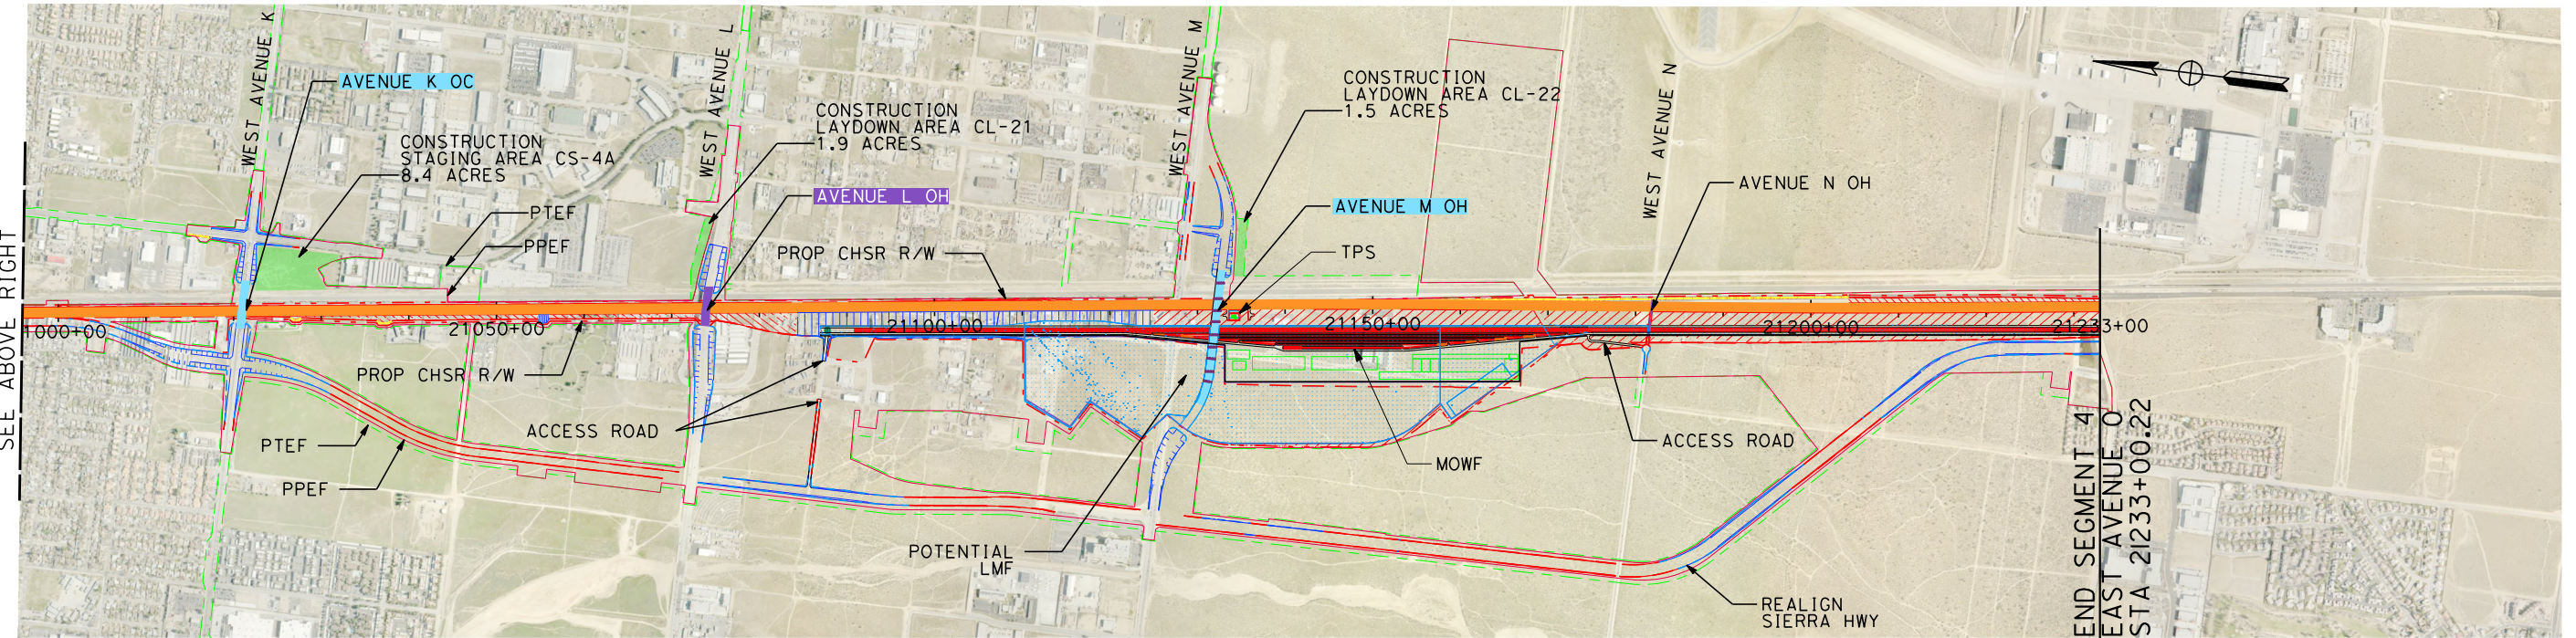 WEST AVENUE K
WEST AVENUE L
WEST AVENUE M
WEST AVENUE N
AVENUE K OC
CONSTRUCTION
STAGING AREA CS-4A
8.4 ACRES
PTEF
PPEF
CONSTRUCTION
LAYDOWN AREA CL-21
1.9 ACRES
AVENUE L OH
PROP CHSR R/W
CONSTRUCTION
LAYDOWN AREA CL-22
1.5 ACRES
AVENUE M OH
TPS
AVENUE N OH
SEE ABOVE RIGHT
1000+00
21050+00
21100+00
21150+00
21200+00
21233+00
PROP CHSR R/W
ACCESS ROAD
PTEF
PPEF
POTENTIAL
LMF
MOWF
ACCESS ROAD
REALIGN
SIERRA HWY
END SEGMENT 4
EAST AVENUE O
STA 21233+00.22